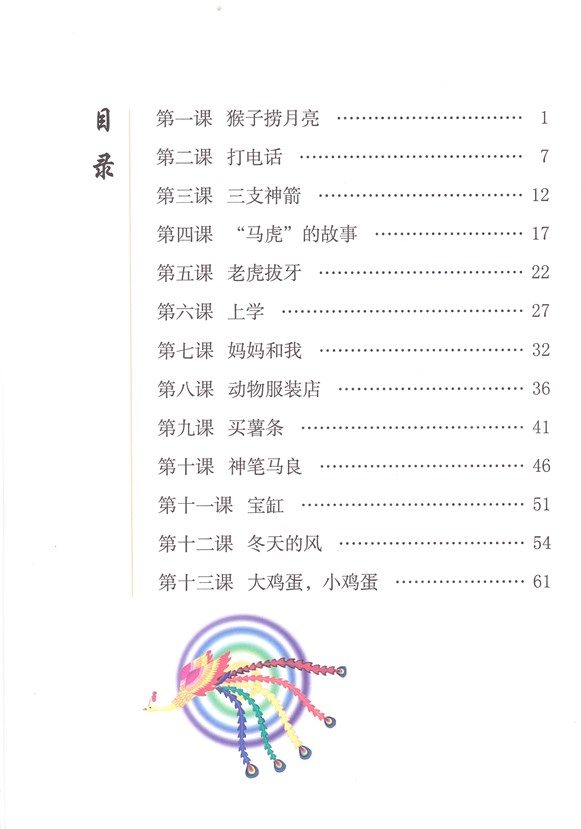 目录
第一课 猴子捞月亮 …………………………… 1
第二课 打电话 ………………………………… 7
第三课 三支神箭 ……………………………… 12
第四课 “马虎”的故事 ……………………… 17
第五课 老虎拔牙 ……………………………… 22
第六课 上学 …………………………………… 27
第七课 妈妈和我 ……………………………… 32
第八课 动物服装店 …………………………… 36
第九课 买薯条 ………………………………… 41
第十课 神笔马良 ……………………………… 46
第十一课 宝缸 ………………………………… 51
第十二课 冬天的风 …………………………… 54
第十三课 大鸡蛋，小鸡蛋 …………………… 61